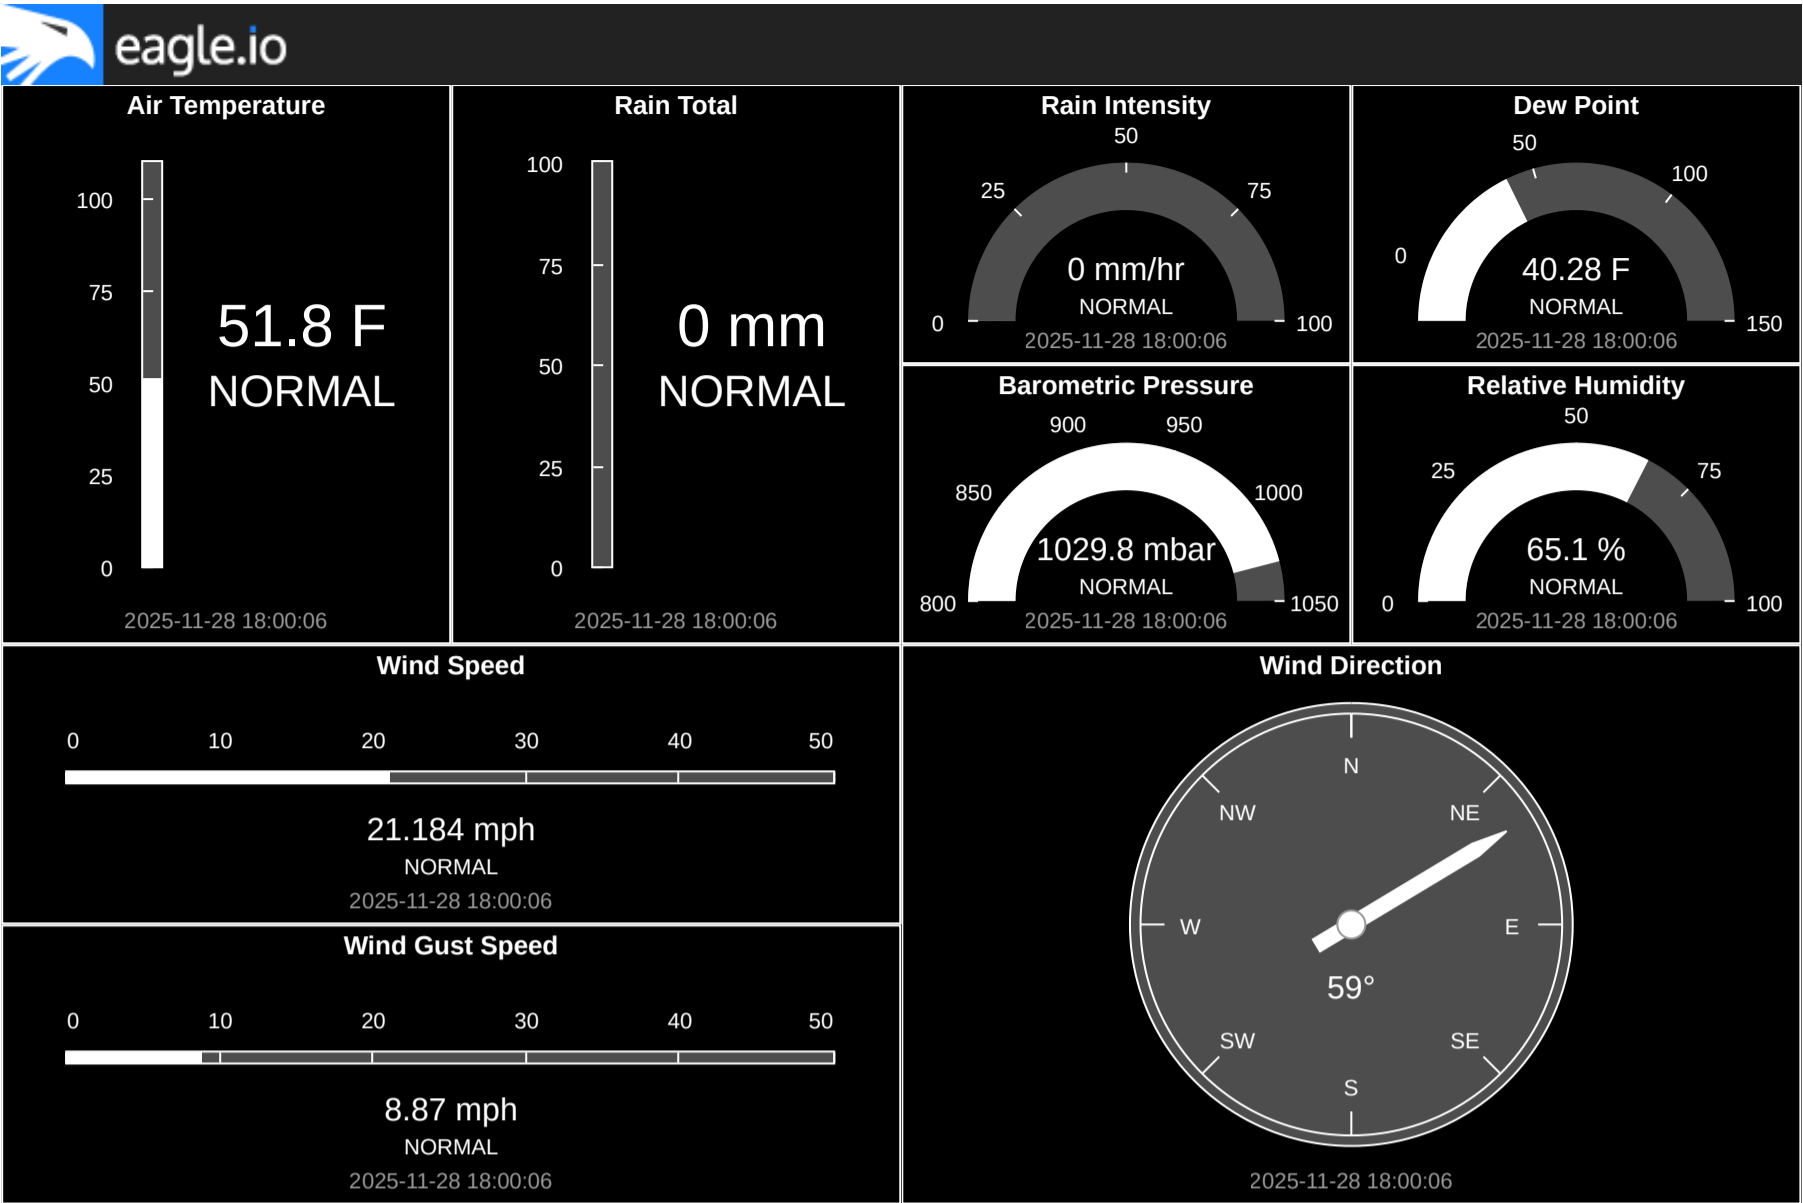 eagle.io
Air Temperature
100
75
50
25
0
51.8 F
NORMAL
2025-11-28 18:00:06
Rain Total
100
75
50
25
0
0 mm
NORMAL
2025-11-28 18:00:06
Rain Intensity
50
25
75
0
100
0 mm/hr
NORMAL
2025-11-28 18:00:06
Dew Point
50
100
0
150
40.28 F
NORMAL
2025-11-28 18:00:06
Barometric Pressure
900
950
850
1000
800
1050
1029.8 mbar
NORMAL
2025-11-28 18:00:06
Relative Humidity
50
25
75
0
100
65.1 %
NORMAL
2025-11-28 18:00:06
Wind Speed
0 10 20 30 40 50
21.184 mph
NORMAL
2025-11-28 18:00:06
Wind Gust Speed
0 10 20 30 40 50
8.87 mph
NORMAL
2025-11-28 18:00:06
Wind Direction
N
NW
NE
W
E
59°
SW
SE
S
2025-11-28 18:00:06